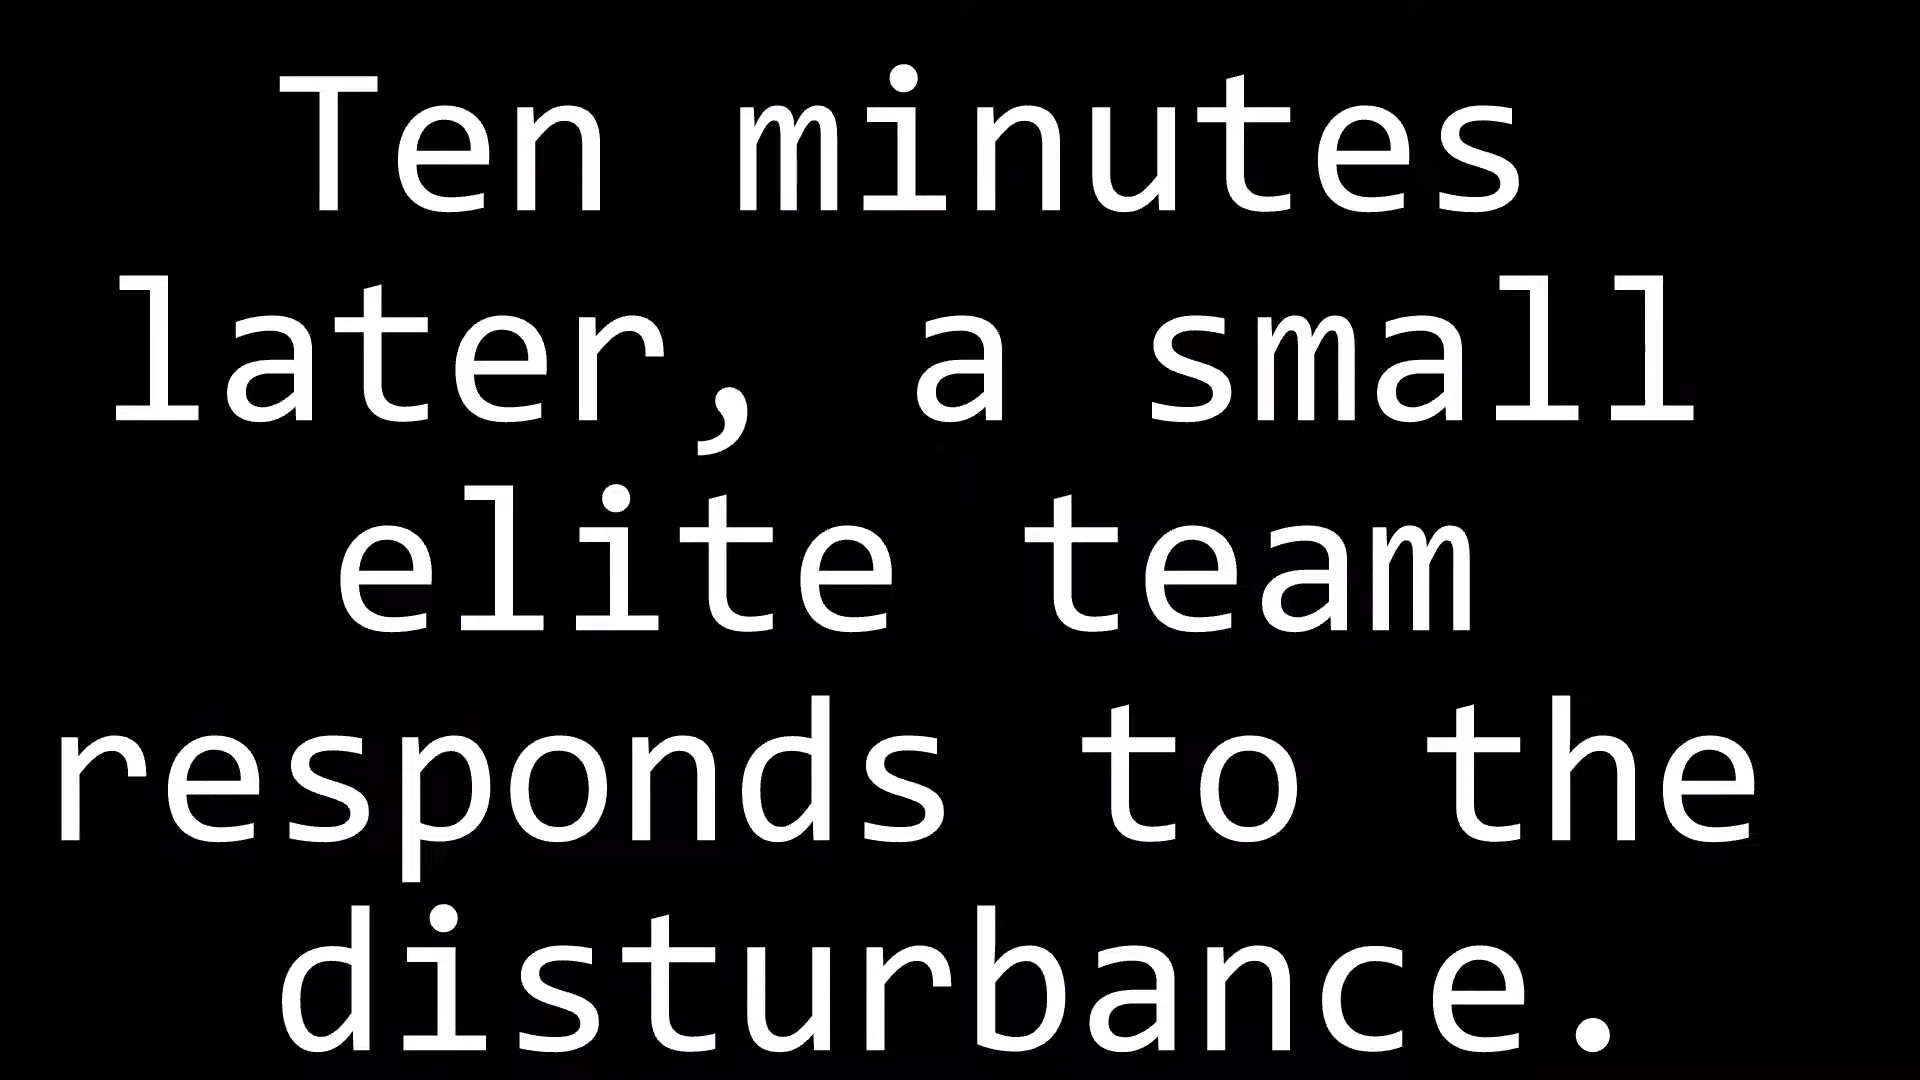 Ten minutes
later, a small
elite team
responds to the
disturbance.